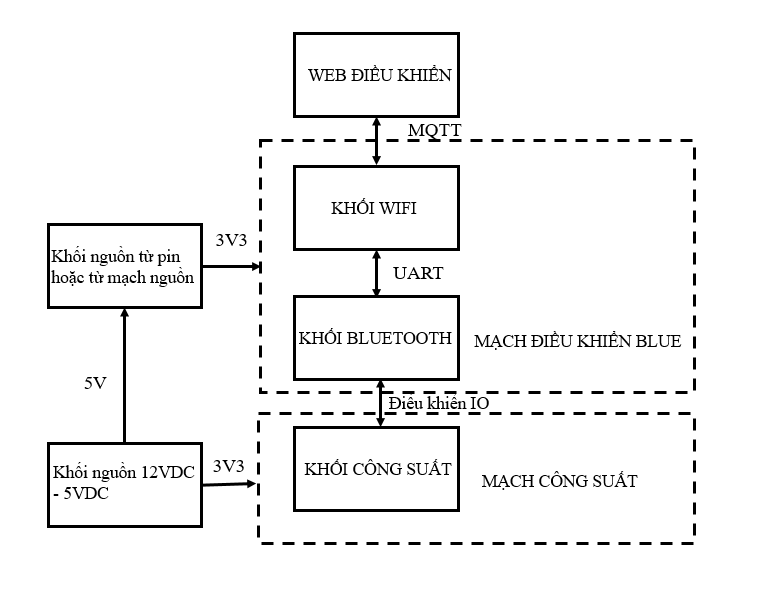 WEB ĐIỀU KHIỂN
MQTT
KHỐI WIFI
3V3
Khối nguồn từ pin
hoặc từ mạch nguồn
UART
KHỐI BLUETOOTH
MẠCH ĐIỀU KHIỂN BLUE
5V
Điều khiên IO
Khối nguồn 12VDC
- 5VDC
3V3
KHỐI CÔNG SUẤT
MẠCH CÔNG SUẤT